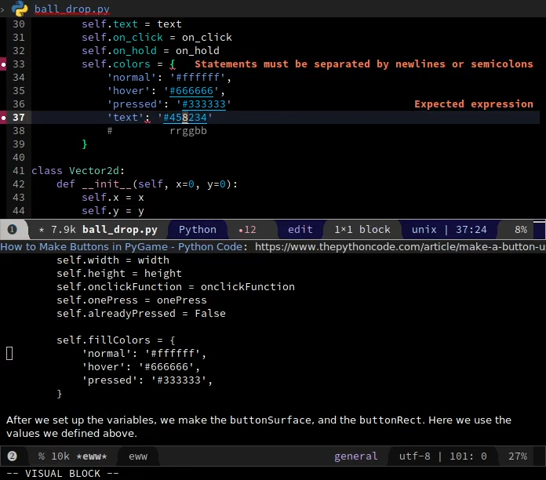 › ball_drop.py
30 self.text = text
31 self.on_click = on_click
32 self.on_hold = on_hold
33 self.colors = { Statements must be separated by newlines or semicolons
34 'normal': '#ffffff',
35 'hover': '#666666',
36 'pressed': '#333333' Expected expression
37 'text': '#458234'
38 # rrggbb
39 }
40
41 class Vector2d:
42 def __init__(self, x=0, y=0):
43 self.x = x
44 self.y = y
1 * 7.9k ball_drop.py Python •12 edit 1×1 block unix | 37:24 8%
How to Make Buttons in PyGame - Python Code: https://www.thepythoncode.com/article/make-a-button-u
self.width = width
self.height = height
self.onclickFunction = onclickFunction
self.onePress = onePress
self.alreadyPressed = False
self.fillColors = {
'normal': '#ffffff',
'hover': '#666666',
'pressed': '#333333',
}
After we set up the variables, we make the buttonSurface, and the buttonRect. Here we use the
values we defined above.
2 % 10k *eww* eww general utf-8 | 101: 0 27%
-- VISUAL BLOCK --